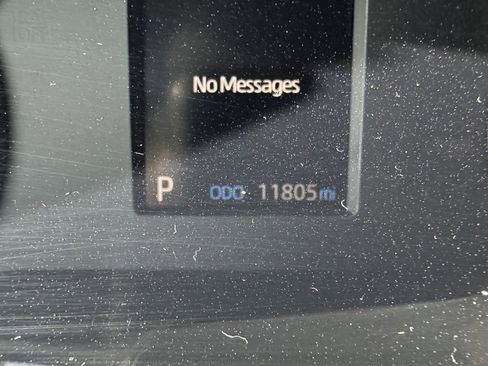 No Messages
P ODO 11805 mi